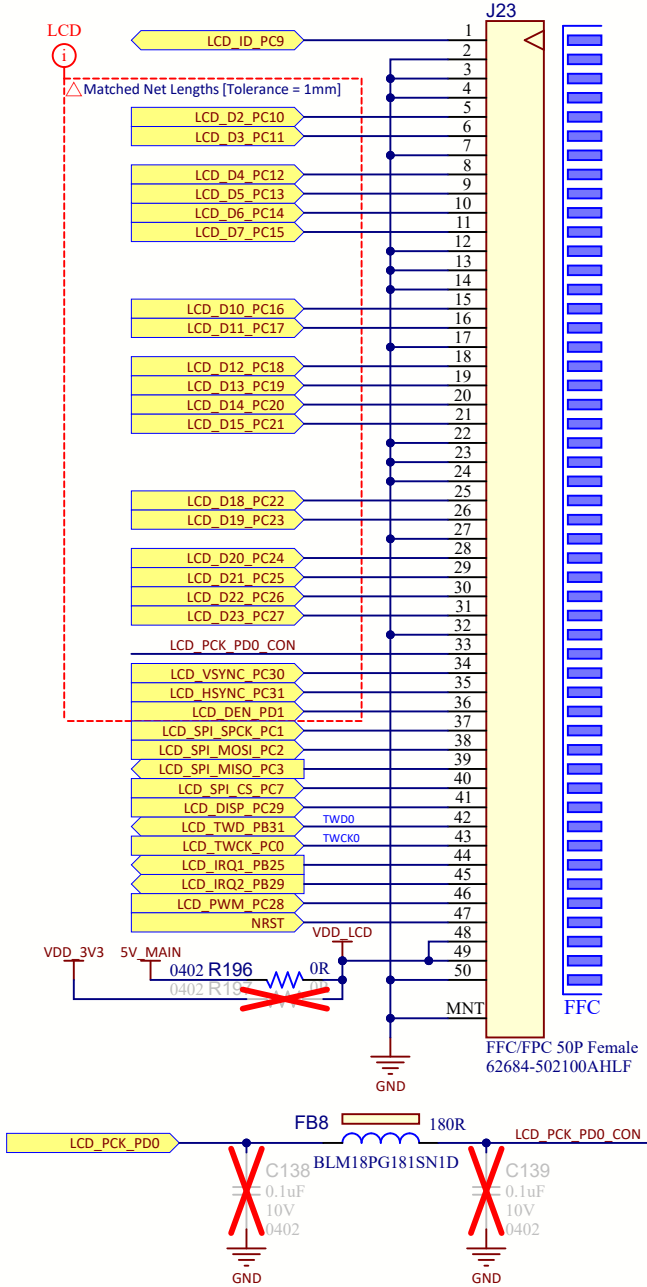 J23
LCD
i
LCD_ID_PC9 1
2
Matched Net Lengths [Tolerance = 1mm] 3
4
LCD_D2_PC10 5
LCD_D3_PC11 6
7
LCD_D4_PC12 8
LCD_D5_PC13 9
LCD_D6_PC14 10
LCD_D7_PC15 11
12
13
14
LCD_D10_PC16 15
LCD_D11_PC17 16
17
LCD_D12_PC18 18
LCD_D13_PC19 19
LCD_D14_PC20 20
LCD_D15_PC21 21
22
23
24
LCD_D18_PC22 25
LCD_D19_PC23 26
27
LCD_D20_PC24 28
LCD_D21_PC25 29
LCD_D22_PC26 30
LCD_D23_PC27 31
32
LCD_PCK_PD0_CON 33
LCD_VSYNC_PC30 34
LCD_HSYNC_PC31 35
LCD_DEN_PD1 36
LCD_SPI_SPCK_PC1 37
LCD_SPI_MOSI_PC2 38
LCD_SPI_MISO_PC3 39
LCD_SPI_CS_PC7 40
LCD_DISP_PC29 41
LCD_TWD_PB31 TWD0 42
LCD_TWCK_PC0 TWCK0 43
LCD_IRQ1_PB25 44
LCD_IRQ2_PB29 45
LCD_PWM_PC28 46
NRST 47
VDD_LCD 48
VDD_3V3 5V_MAIN 49
0402 R196 0R 50
0402 R197 0R
MNT FFC
FFC/FPC 50P Female
62684-502100AHLF
GND
FB8 180R
LCD_PCK_PD0 LCD_PCK_PD0_CON
BLM18PG181SN1D
C138 C139
0.1uF 0.1uF
10V 10V
0402 0402
GND GND